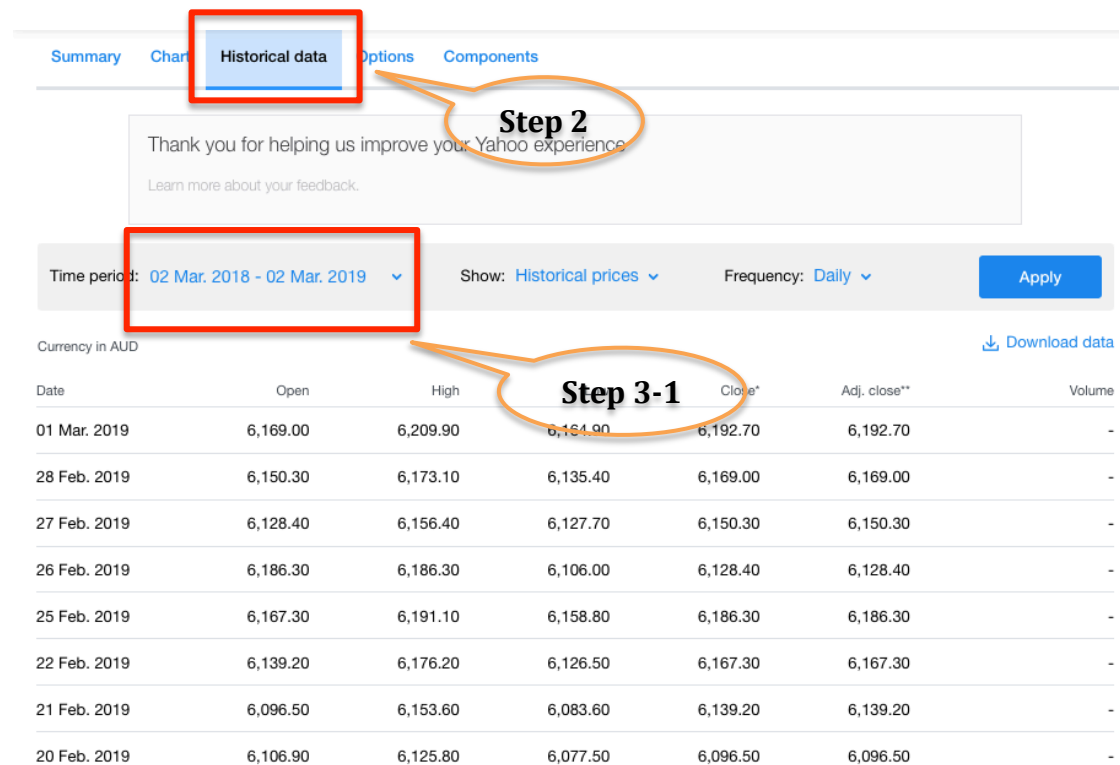 Summary Chart Historical data Options Components
Step 2
Thank you for helping us improve your Yahoo experience
Learn more about your feedback.
Time period: 02 Mar. 2018 - 02 Mar. 2019 Show: Historical prices Frequency: Daily Apply
Currency in AUD Download data
Step 3-1
Date Open High Close* Adj. close** Volume
01 Mar. 2019 6,169.00 6,209.90 6,164.90 6,192.70 6,192.70 -
28 Feb. 2019 6,150.30 6,173.10 6,135.40 6,169.00 6,169.00 -
27 Feb. 2019 6,128.40 6,156.40 6,127.70 6,150.30 6,150.30 -
26 Feb. 2019 6,186.30 6,186.30 6,106.00 6,128.40 6,128.40 -
25 Feb. 2019 6,167.30 6,191.10 6,158.80 6,186.30 6,186.30 -
22 Feb. 2019 6,139.20 6,176.20 6,126.50 6,167.30 6,167.30 -
21 Feb. 2019 6,096.50 6,153.60 6,083.60 6,139.20 6,139.20 -
20 Feb. 2019 6,106.90 6,125.80 6,077.50 6,096.50 6,096.50 -